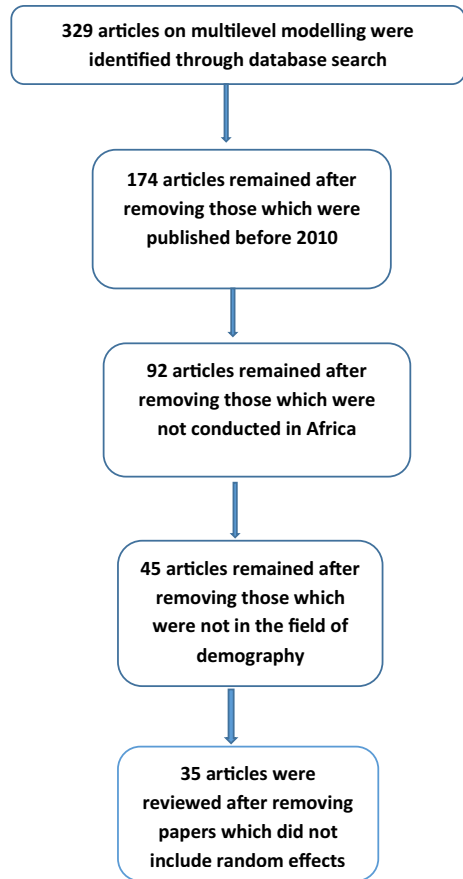 329 articles on multilevel modelling were
identified through database search
174 articles remained after
removing those which were
published before 2010
92 articles remained after
removing those which were
not conducted in Africa
45 articles remained after
removing those which
were not in the field of
demography
35 articles were
reviewed after removing
papers which did not
include random effects